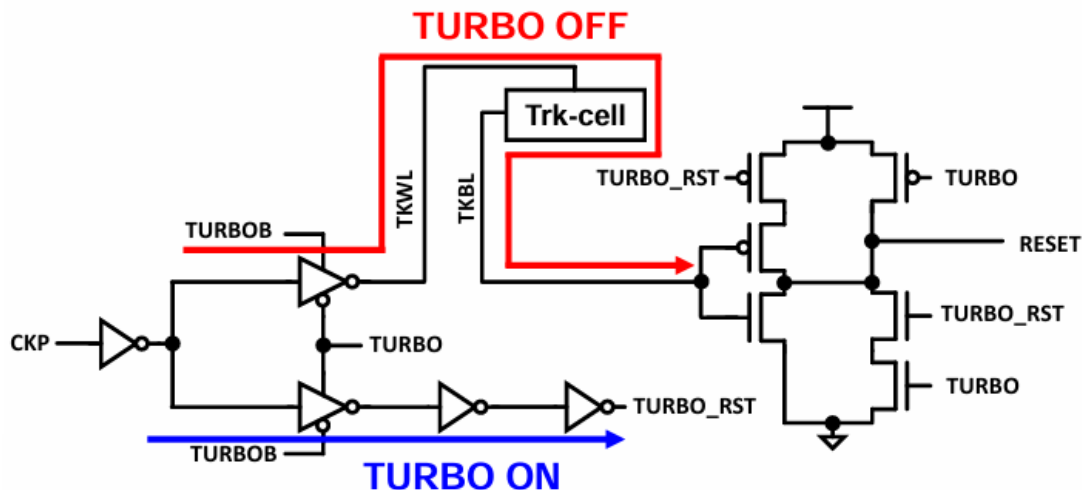 TURBO OFF
Trk-cell
TURBO_RST
TURBO
TKWL
TKBL
TURBOB
RESET
TURBO_RST
CKP
TURBO
TURBO
TURBO_RST
TURBOB
TURBO ON